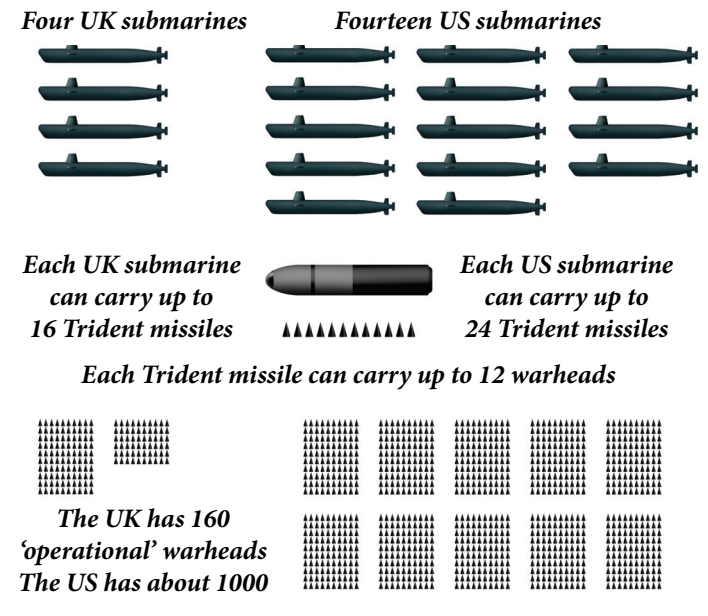 Four UK submarines
Fourteen US submarines
Each UK submarine
can carry up to
16 Trident missiles
Each US submarine
can carry up to
24 Trident missiles
Each Trident missile can carry up to 12 warheads
The UK has 160
‘operational’ warheads
The US has about 1000